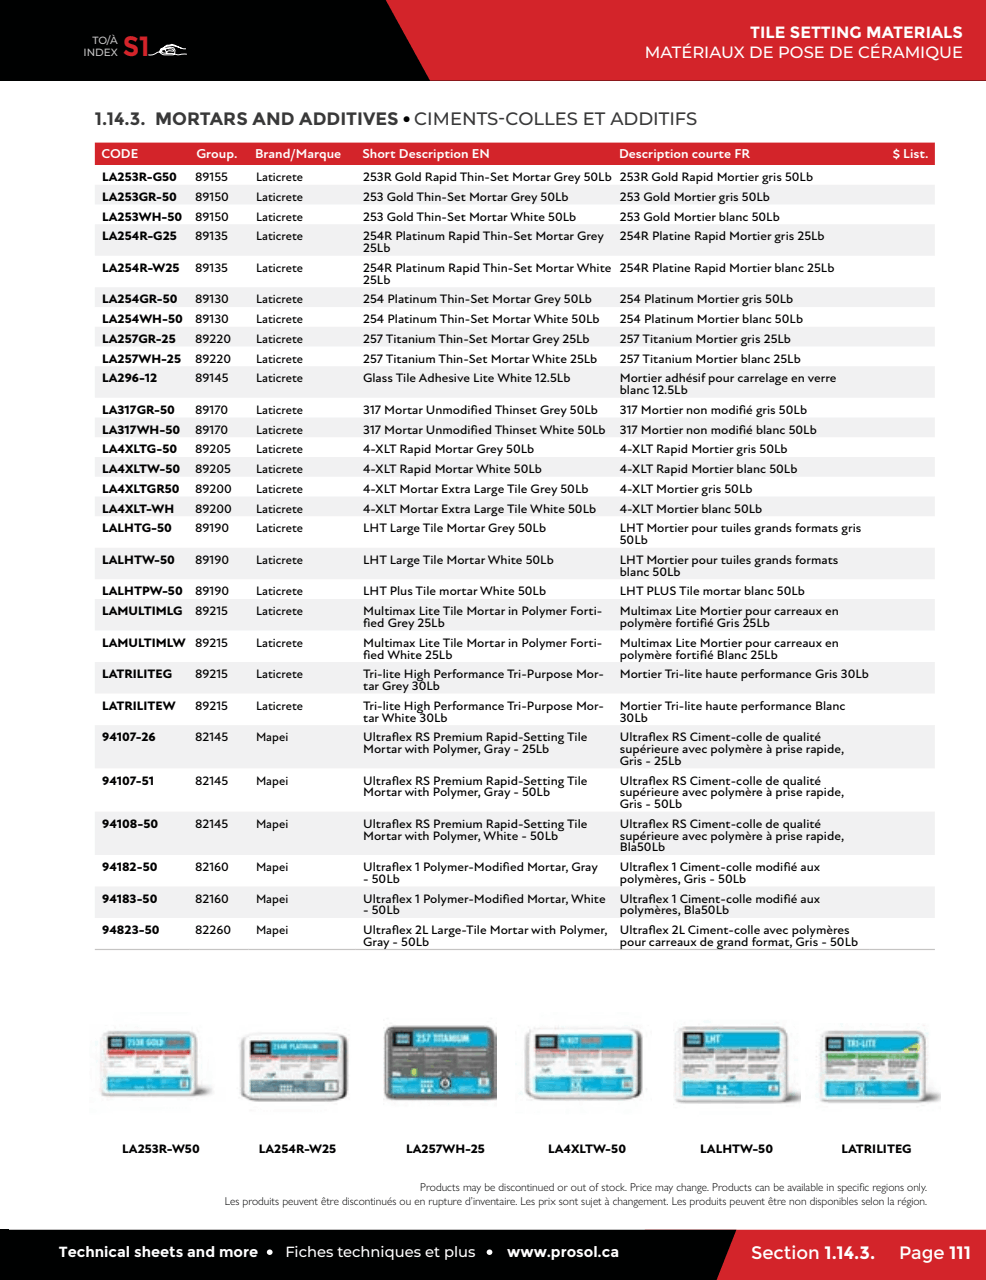 TO/À
INDEX S1
TILE SETTING MATERIALS
MATÉRIAUX DE POSE DE CÉRAMIQUE
1.14.3. MORTARS AND ADDITIVES • CIMENTS-COLLES ET ADDITIFS
CODE Group. Brand/Marque Short Description EN Description courte FR $ List.
LA253R-G50 89155 Laticrete 253R Gold Rapid Thin-Set Mortar Grey 50Lb 253R Gold Rapid Mortier gris 50Lb
LA253GR-50 89150 Laticrete 253 Gold Thin-Set Mortar Grey 50Lb 253 Gold Mortier gris 50Lb
LA253WH-50 89150 Laticrete 253 Gold Thin-Set Mortar White 50Lb 253 Gold Mortier blanc 50Lb
LA254R-G25 89135 Laticrete 254R Platinum Rapid Thin-Set Mortar Grey 254R Platine Rapid Mortier gris 25Lb
25Lb
LA254R-W25 89135 Laticrete 254R Platinum Rapid Thin-Set Mortar White 254R Platine Rapid Mortier blanc 25Lb
25Lb
LA254GR-50 89130 Laticrete 254 Platinum Thin-Set Mortar Grey 50Lb 254 Platinum Mortier gris 50Lb
LA254WH-50 89130 Laticrete 254 Platinum Thin-Set Mortar White 50Lb 254 Platinum Mortier blanc 50Lb
LA257GR-25 89220 Laticrete 257 Titanium Thin-Set Mortar Grey 25Lb 257 Titanium Mortier gris 25Lb
LA257WH-25 89220 Laticrete 257 Titanium Thin-Set Mortar White 25Lb 257 Titanium Mortier blanc 25Lb
LA296-12 89145 Laticrete Glass Tile Adhesive Lite White 12.5Lb Mortier adhésif pour carrelage en verre
blanc 12.5Lb
LA317GR-50 89170 Laticrete 317 Mortar Unmodified Thinset Grey 50Lb 317 Mortier non modifié gris 50Lb
LA317WH-50 89170 Laticrete 317 Mortar Unmodified Thinset White 50Lb 317 Mortier non modifié blanc 50Lb
LA4XLTG-50 89205 Laticrete 4-XLT Rapid Mortar Grey 50Lb 4-XLT Rapid Mortier gris 50Lb
LA4XLTW-50 89205 Laticrete 4-XLT Rapid Mortar White 50Lb 4-XLT Rapid Mortier blanc 50Lb
LA4XLTGR50 89200 Laticrete 4-XLT Mortar Extra Large Tile Grey 50Lb 4-XLT Mortier gris 50Lb
LA4XLT-WH 89200 Laticrete 4-XLT Mortar Extra Large Tile White 50Lb 4-XLT Mortier blanc 50Lb
LALHTG-50 89190 Laticrete LHT Large Tile Mortar Grey 50Lb LHT Mortier pour tuiles grands formats gris
50Lb
LALHTW-50 89190 Laticrete LHT Large Tile Mortar White 50Lb LHT Mortier pour tuiles grands formats
blanc 50Lb
LALHTPW-50 89190 Laticrete LHT Plus Tile mortar White 50Lb LHT PLUS Tile mortar blanc 50Lb
LAMULTIMLG 89215 Laticrete Multimax Lite Tile Mortar in Polymer Forti- Multimax Lite Mortier pour carreaux en
fied Grey 25Lb polymère fortifié Gris 25Lb
LAMULTIMLW 89215 Laticrete Multimax Lite Tile Mortar in Polymer Forti- Multimax Lite Mortier pour carreaux en
fied White 25Lb polymère fortifié Blanc 25Lb
LATRILITEG 89215 Laticrete Tri-lite High Performance Tri-Purpose Mor- Mortier Tri-lite haute performance Gris 30Lb
tar Grey 30Lb
LATRILITEW 89215 Laticrete Tri-lite High Performance Tri-Purpose Mor- Mortier Tri-lite haute performance Blanc
tar White 30Lb 30Lb
94107-26 82145 Mapei Ultraflex RS Premium Rapid-Setting Tile Ultraflex RS Ciment-colle de qualité
Mortar with Polymer, Gray - 25Lb supérieure avec polymère à prise rapide,
Gris - 25Lb
94107-51 82145 Mapei Ultraflex RS Premium Rapid-Setting Tile Ultraflex RS Ciment-colle de qualité
Mortar with Polymer, Gray - 50Lb supérieure avec polymère à prise rapide,
Gris - 50Lb
94108-50 82145 Mapei Ultraflex RS Premium Rapid-Setting Tile Ultraflex RS Ciment-colle de qualité
Mortar with Polymer, White - 50Lb supérieure avec polymère à prise rapide,
Bla50Lb
94182-50 82160 Mapei Ultraflex 1 Polymer-Modified Mortar, Gray Ultraflex 1 Ciment-colle modifié aux
- 50Lb polymères, Gris - 50Lb
94183-50 82160 Mapei Ultraflex 1 Polymer-Modified Mortar, White Ultraflex 1 Ciment-colle modifié aux
- 50Lb polymères, Bla50Lb
94823-50 82260 Mapei Ultraflex 2L Large-Tile Mortar with Polymer, Ultraflex 2L Ciment-colle avec polymères
Gray - 50Lb pour carreaux de grand format, Gris - 50Lb
253R GOLD 254R PLATINUM 257 TITANIUM 4-XLT LHT TRI-LITE
LA253R-W50 LA254R-W25 LA257WH-25 LA4XLTW-50 LALHTW-50 LATRILITEG
Products may be discontinued or out of stock. Price may change. Products can be available in specific regions only.
Les produits peuvent être discontinués ou en rupture d'inventaire. Les prix sont sujet à changement. Les produits peuvent être non disponibles selon la région.
Technical sheets and more • Fiches techniques et plus • www.prosol.ca
Section 1.14.3. Page 111